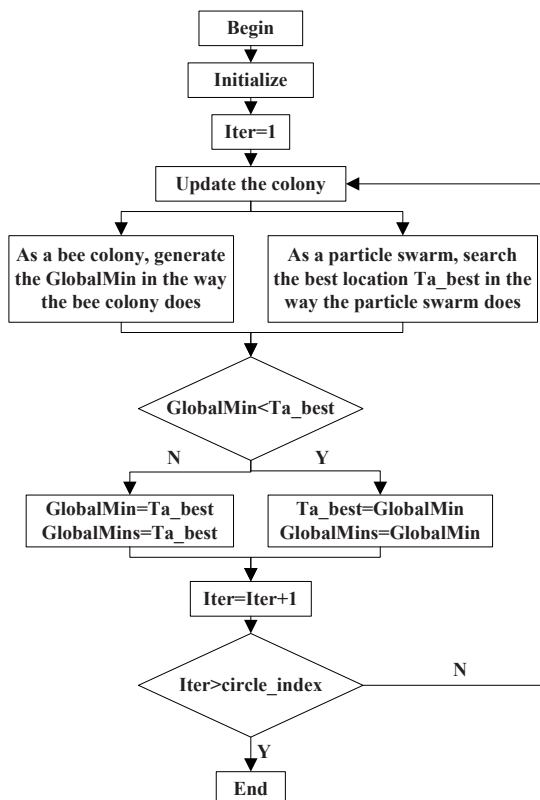 Begin
Initialize
Iter=1
Update the colony
As a bee colony, generate
the GlobalMin in the way
the bee colony does
As a particle swarm, search
the best location Ta_best in the
way the particle swarm does
GlobalMin<Ta_best
N
Y
GlobalMin=Ta_best
GlobalMins=Ta_best
Ta_best=GlobalMin
GlobalMins=GlobalMin
Iter=Iter+1
Iter>circle_index
N
Y
End